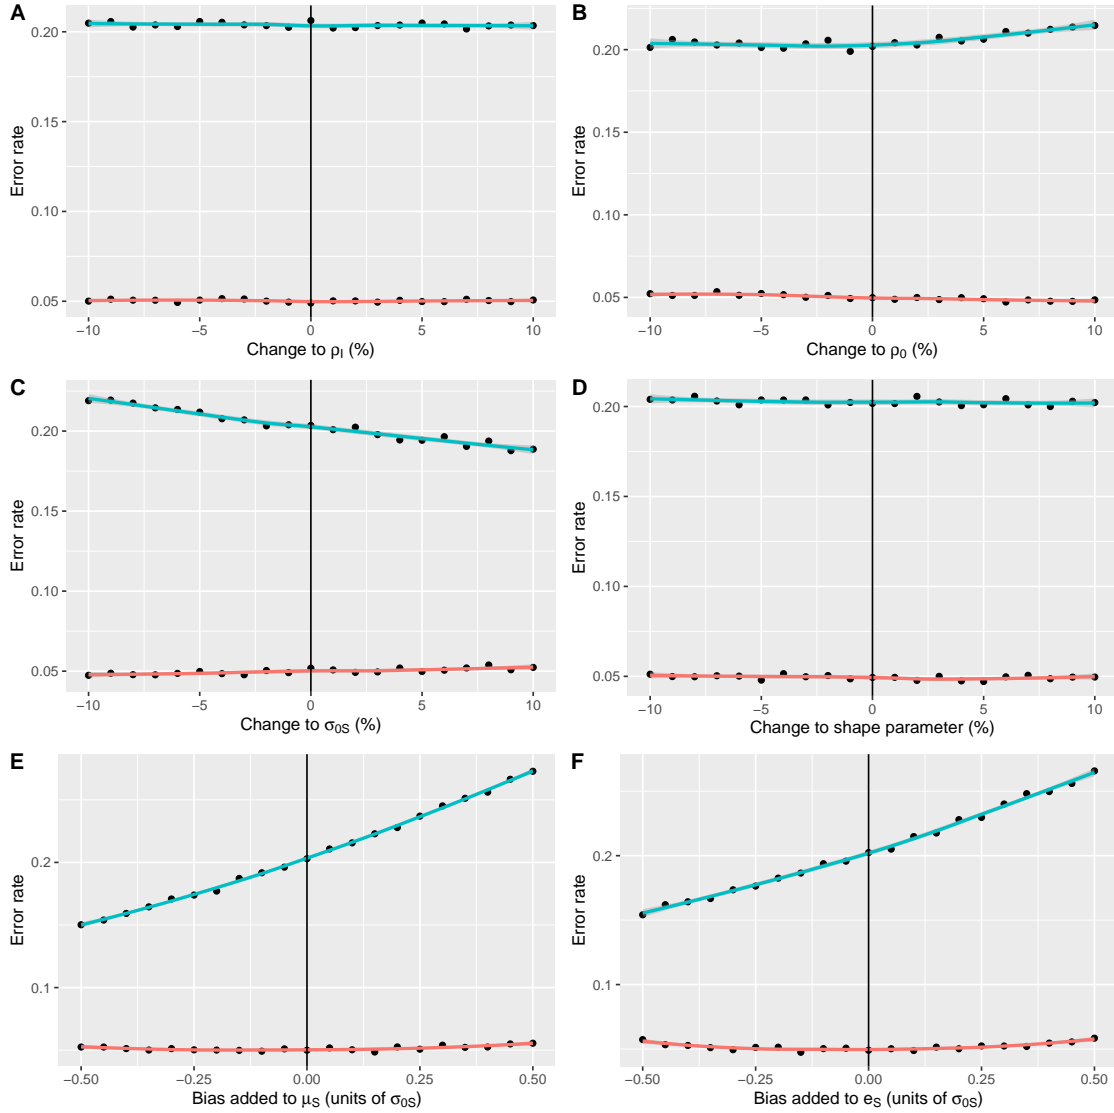 A
Error rate
0.20
0.15
0.10
0.05
−10
−5
0
5
10
Change to ρI (%)
B
Error rate
0.20
0.15
0.10
0.05
−10
−5
0
5
10
Change to ρ0 (%)
C
Error rate
0.20
0.15
0.10
0.05
−10
−5
0
5
10
Change to σ0S (%)
D
Error rate
0.20
0.15
0.10
0.05
−10
−5
0
5
10
Change to shape parameter (%)
E
Error rate
0.2
0.1
−0.50
−0.25
0.00
0.25
0.50
Bias added to μS (units of σ0S)
F
Error rate
0.2
0.1
−0.50
−0.25
0.00
0.25
0.50
Bias added to eS (units of σ0S)